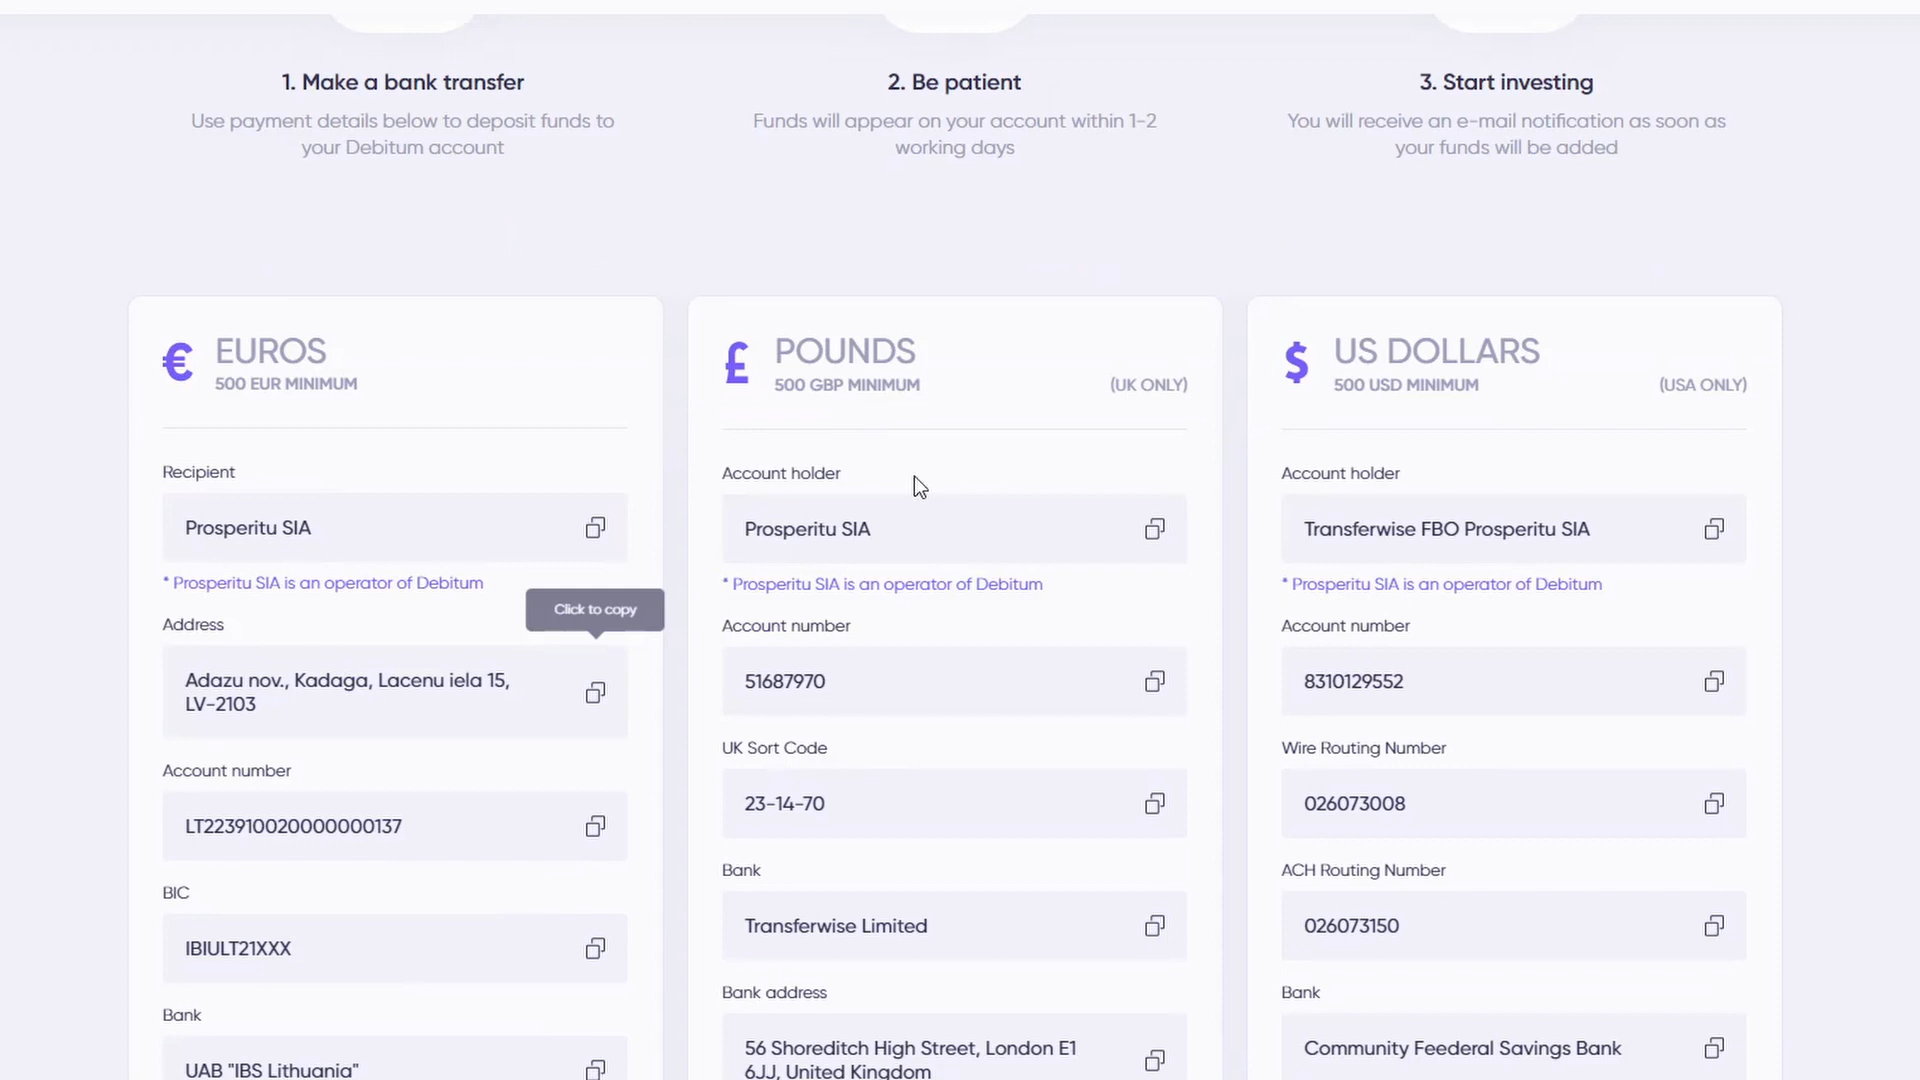 1. Make a bank transfer
Use payment details below to deposit funds to
your Debitum account
2. Be patient
Funds will appear on your account within 1-2
working days
3. Start investing
You will receive an e-mail notification as soon as
your funds will be added
€ EUROS
500 EUR MINIMUM
Recipient
Prosperitu SIA
* Prosperitu SIA is an operator of Debitum
Click to copy
Address
Adazu nov., Kadaga, Lacenu iela 15,
LV-2103
Account number
LT223910020000000137
BIC
IBIULT21XXX
Bank
UAB "IBS Lithuania"
£ POUNDS
500 GBP MINIMUM (UK ONLY)
Account holder
Prosperitu SIA
* Prosperitu SIA is an operator of Debitum
Account number
51687970
UK Sort Code
23-14-70
Bank
Transferwise Limited
Bank address
56 Shoreditch High Street, London E1
6JJ, United Kingdom
$ US DOLLARS
500 USD MINIMUM (USA ONLY)
Account holder
Transferwise FBO Prosperitu SIA
* Prosperitu SIA is an operator of Debitum
Account number
8310129552
Wire Routing Number
026073008
ACH Routing Number
026073150
Bank
Community Feederal Savings Bank